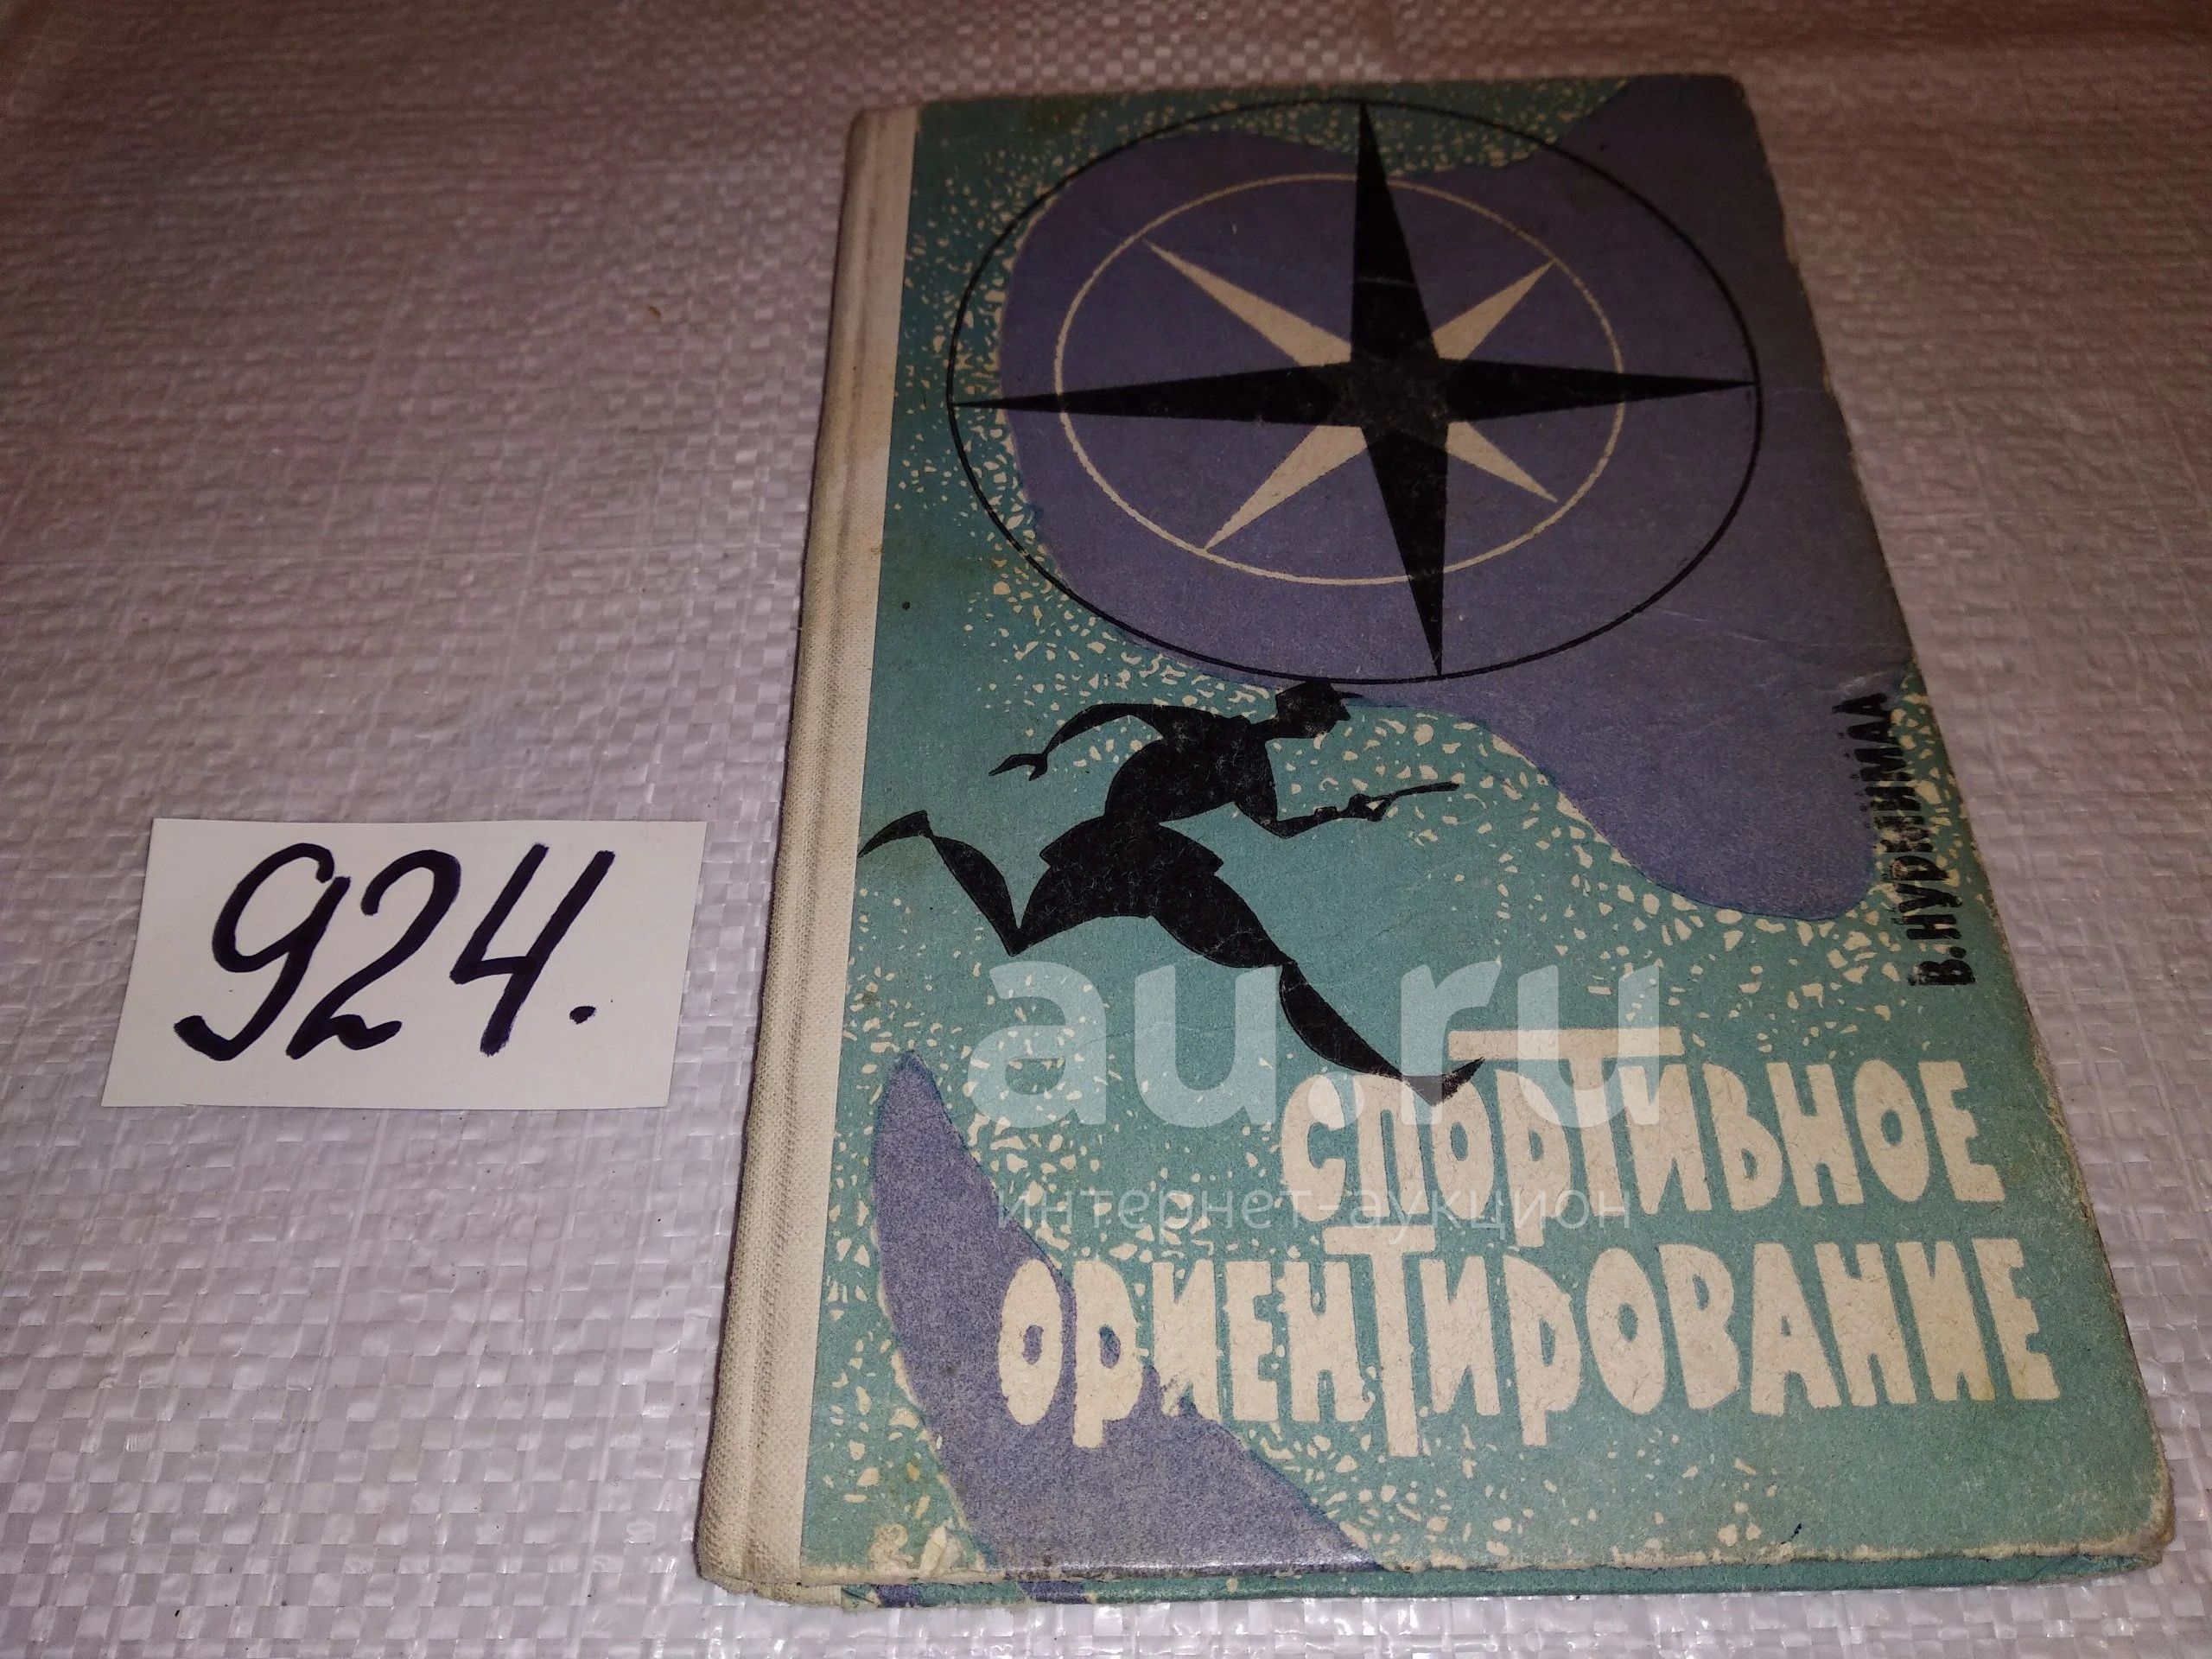 924.
В. НУРМИМАА
СПОРТИВНОЕ
ОРИЕНТИРОВАНИЕ
au.ru
интернет-аукцион